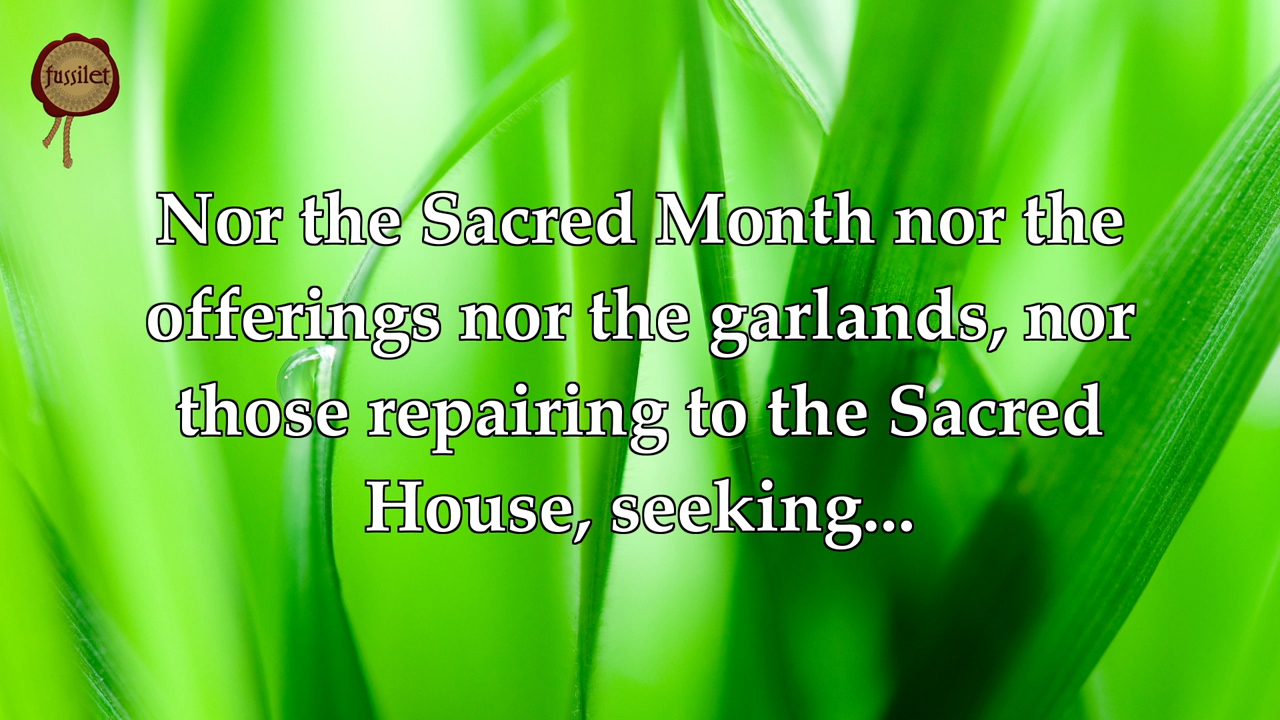 fussilet
Nor the Sacred Month nor the
offerings nor the garlands, nor
those repairing to the Sacred
House, seeking...